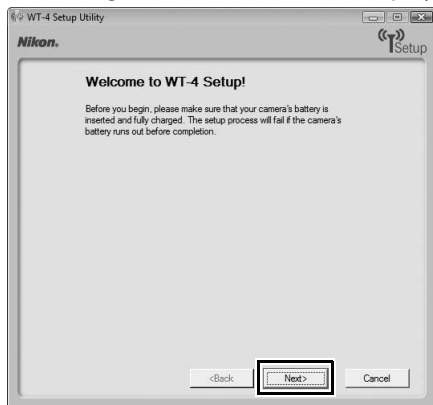 WT-4 Setup Utility
Nikon.
Setup
Welcome to WT-4 Setup!
Before you begin, please make sure that your camera's battery is
inserted and fully charged. The setup process will fail if the camera's
battery runs out before completion.
<Back
Next>
Cancel